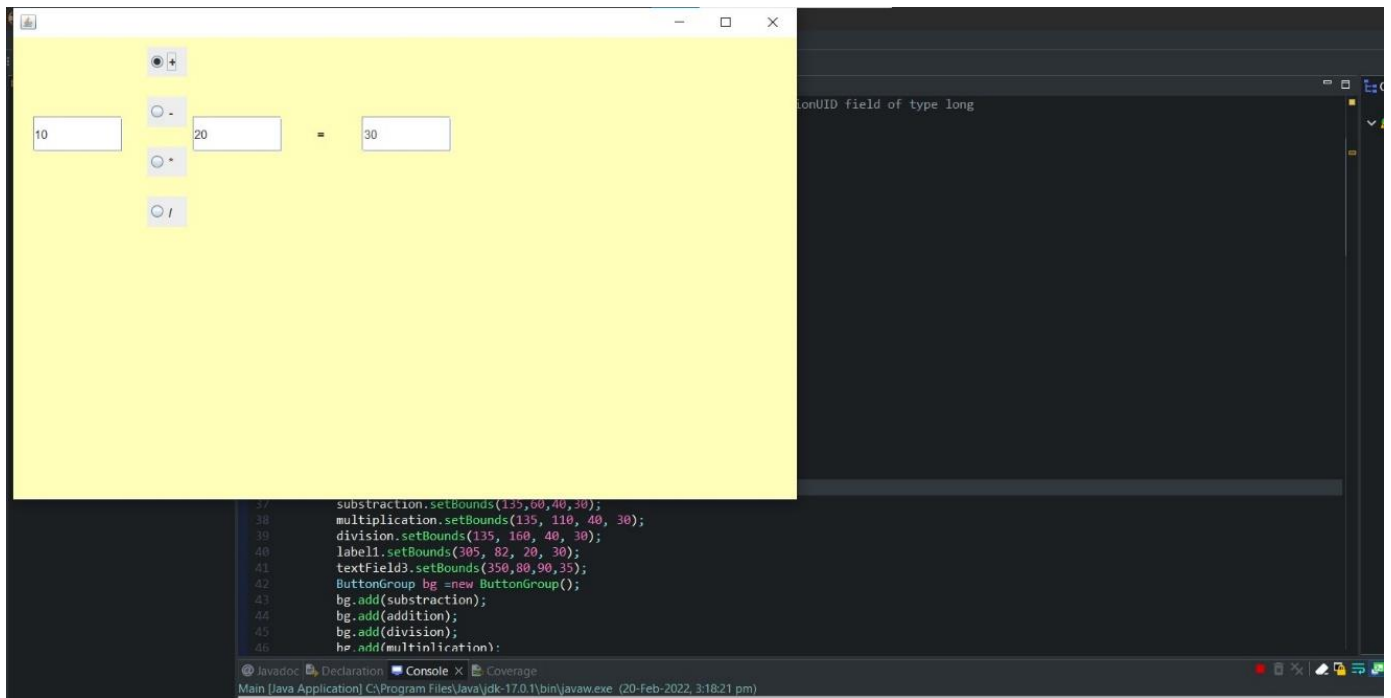 +
-
10
20
=
30
*
/
ionUID field of type long
37 substraction.setBounds(135,60,40,30);
38 multiplication.setBounds(135, 110, 40, 30);
39 division.setBounds(135, 160, 40, 30);
40 label1.setBounds(305, 82, 20, 30);
41 textField3.setBounds(350,80,90,35);
42 ButtonGroup bg =new ButtonGroup();
43 bg.add(substraction);
44 bg.add(addition);
45 bg.add(division);
46 bg.add(multiplication);
@ Javadoc Declaration Console × Coverage
Main [Java Application] C:\Program Files\Java\jdk-17.0.1\bin\javaw.exe (20-Feb-2022, 3:18:21 pm)